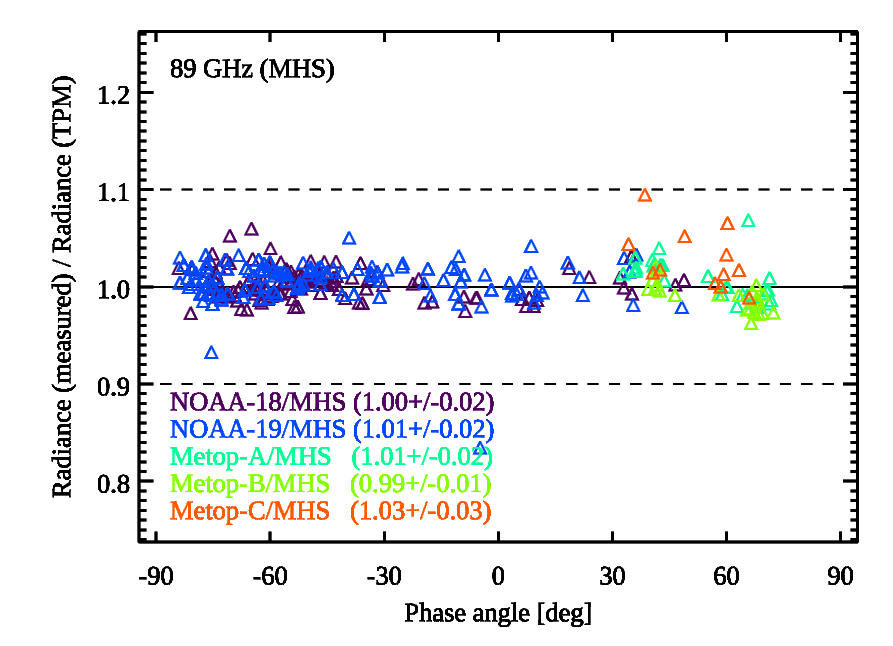 89 GHz (MHS)
1.2
1.1
1.0
0.9
0.8
Radiance (measured) / Radiance (TPM)
NOAA-18/MHS (1.00+/-0.02)
NOAA-19/MHS (1.01+/-0.02)
Metop-A/MHS (1.01+/-0.02)
Metop-B/MHS (0.99+/-0.01)
Metop-C/MHS (1.03+/-0.03)
-90 -60 -30 0 30 60 90
Phase angle [deg]